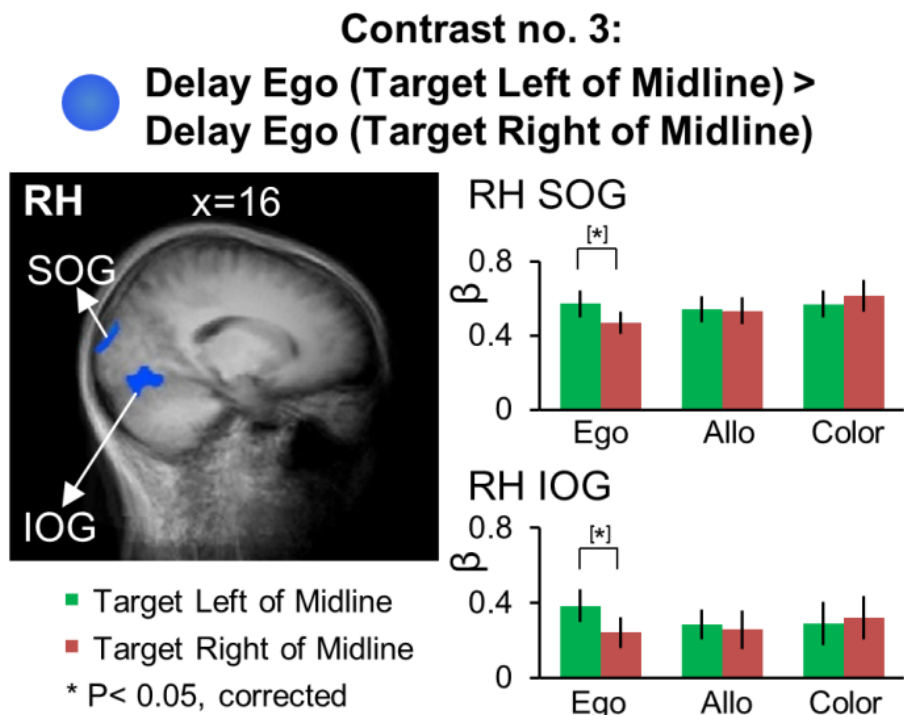 Contrast no. 3:
Delay Ego (Target Left of Midline) >
Delay Ego (Target Right of Midline)
RH
x=16
SOG
IOG
Target Left of Midline
Target Right of Midline
* P< 0.05, corrected
RH SOG
[*]
0.8
β
0.4
0
Ego Allo Color
RH IOG
0.8
[*]
β
0.4
0
Ego Allo Color